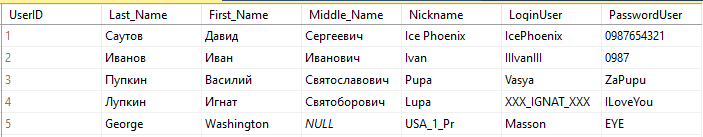 UserID Last_Name First_Name Middle_Name Nickname LoginUser PasswordUser
1 Саутов Давид Сергеевич Ice Phoenix IcePhoenix 0987654321
2 Иванов Иван Иванович Ivan IIIvanIII 0987
3 Пупкин Василий Святославович Pupa Vasya ZaPupu
4 Лупкин Игнат Святоборович Lupa XXX_IGNAT_XXX ILoveYou
5 George Washington NULL USA_1_Pr Masson EYE